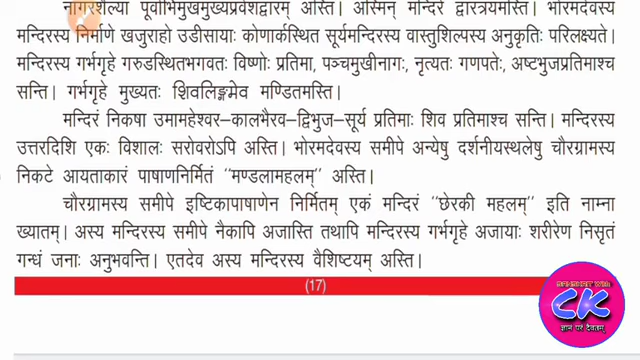 नागरशैल्या पूर्वाभिमुखमुख्यप्रवेशद्वारम् अस्ति। अस्मिन् मन्दिरे द्वारत्रयमस्ति। भोरमदेवस्य
मन्दिरस्य निर्माणे खजुराहो उडीसायाः कोणार्कस्थित सूर्यमन्दिरस्य वास्तुशिल्पस्य अनुकृतिः परिलक्ष्यते।
मन्दिरस्य गर्भगृहे गरुडस्थितभगवतः विष्णोः प्रतिमा, पञ्चमुखीनागः, नृत्यतः गणपतेः, अष्टभुजप्रतिमाश्च
सन्ति। गर्भगृहे मुख्यतः शिवलिङ्गमेव मण्डितमस्ति।
मन्दिरं निकषा उमामहेश्वर-कालभैरव-द्विभुज-सूर्य प्रतिमाः शिव प्रतिमाश्च सन्ति। मन्दिरस्य
उत्तरदिशि एकः विशालः सरोवरोऽपि अस्ति। भोरमदेवस्य समीपे अन्येषु दर्शनीयस्थलेषु चौरग्रामस्य
निकटे आयताकारं पाषाणनिर्मितं "मण्डलामहलम्" अस्ति।
चौरग्रामस्य समीपे इष्टिकापाषाणेन निर्मितम् एकं मन्दिरं "छेरकी महलम्" इति नाम्ना
ख्यातम्। अस्य मन्दिरस्य समीपे नैकापि अजास्ति तथापि मन्दिरस्य गर्भगृहे अजायाः शरीरेण निसृतं
गन्धं जनाः अनुभवन्ति। एतदेव अस्य मन्दिरस्य वैशिष्टयम् अस्ति।
(17)
SANSKRIT WITH
CK
ज्ञान परं दैवतम्